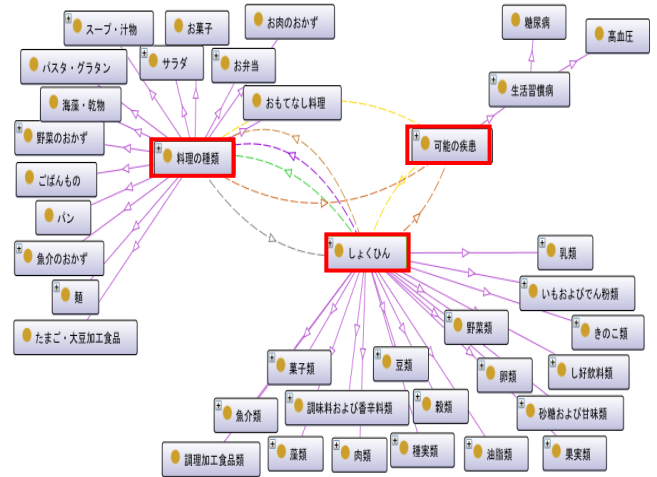 スープ・汁物
お菓子
お肉のおかず
糖尿病
高血圧
パスタ・グラタン
サラダ
お弁当
生活習慣病
海藻・乾物
おもてなし料理
野菜のおかず
料理の種類
可能の疾患
ごはんもの
パン
魚介のおかず
しょくひん
乳類
麺
いもおよびでん粉類
たまご・大豆加工食品
野菜類
きのこ類
菓子類
豆類
卵類
し好飲料類
魚介類
調味料および香辛料類
穀類
砂糖および甘味類
調理加工食品類
藻類
肉類
種実類
油脂類
果実類